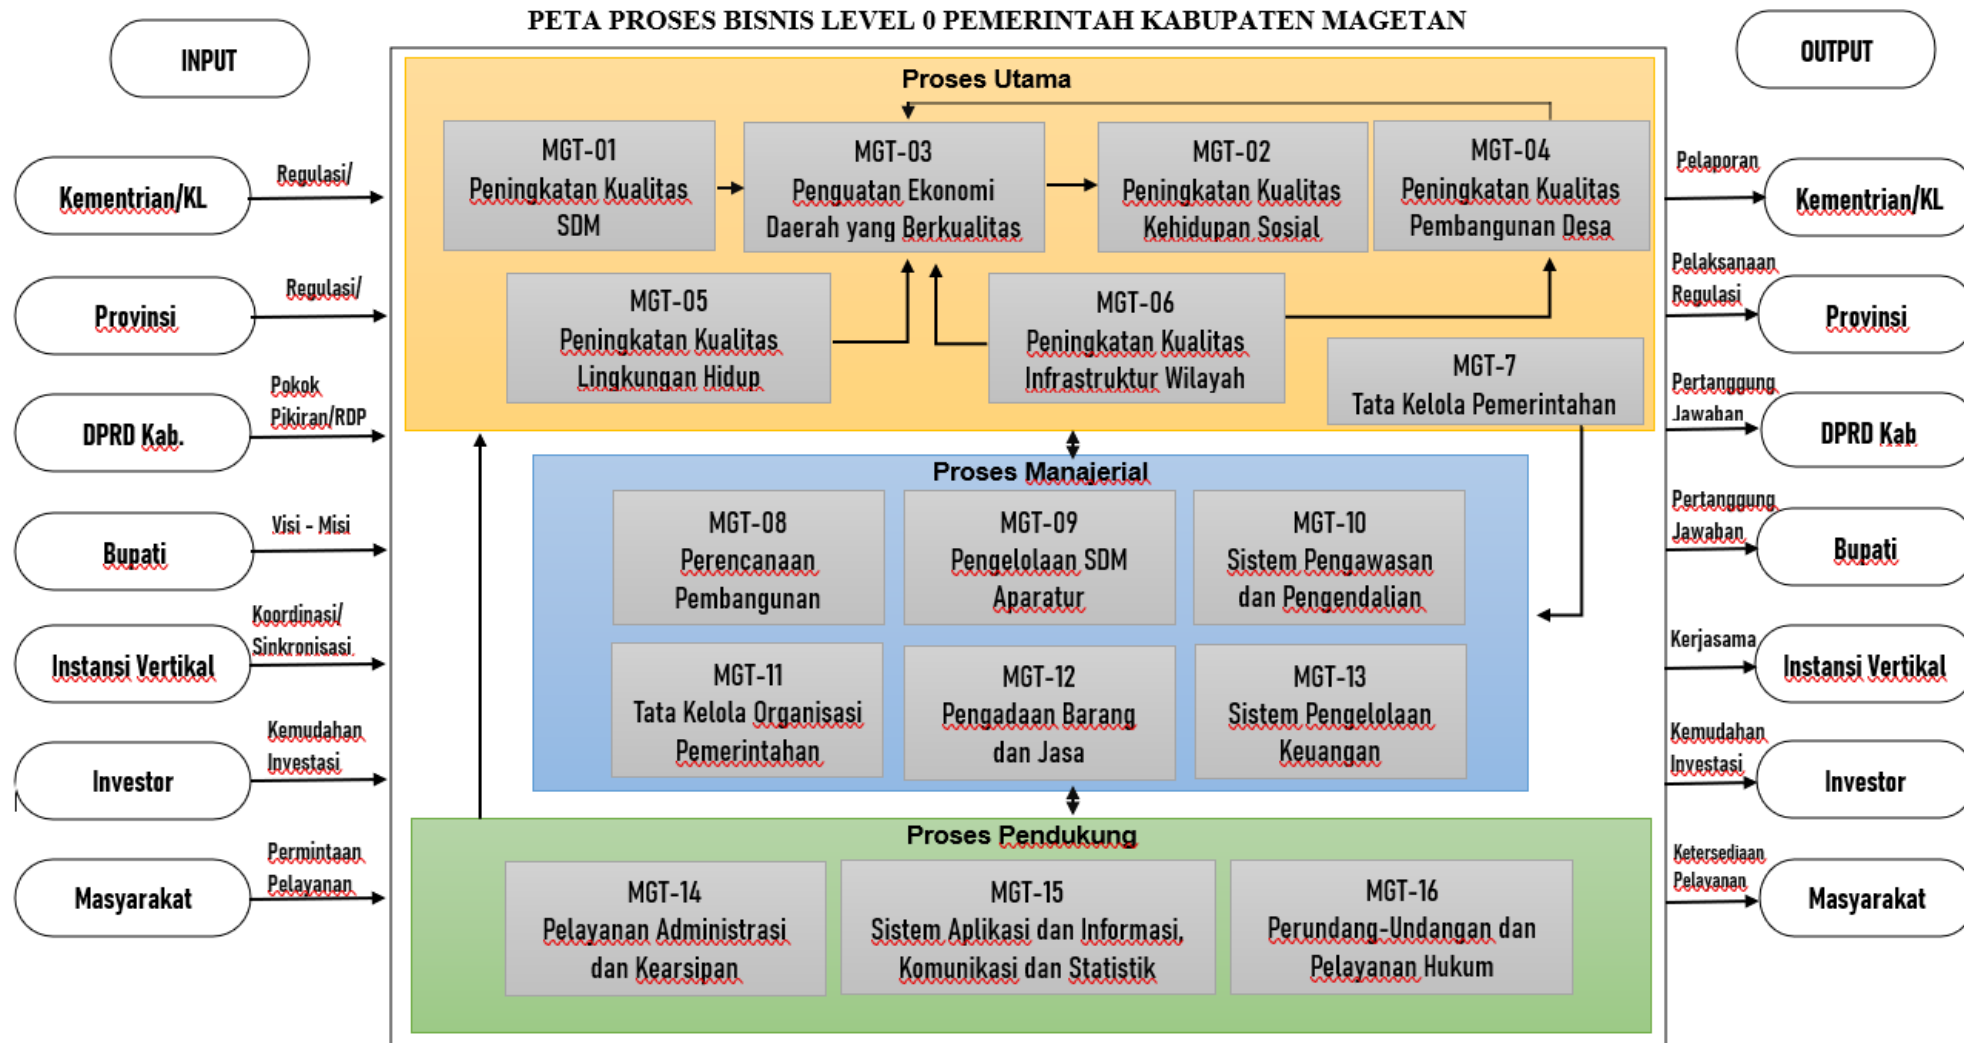 PETA PROSES BISNIS LEVEL 0 PEMERINTAH KABUPATEN MAGETAN
INPUT
OUTPUT
Kementrian/KL
Regulasi/
Provinsi
Regulasi/
DPRD Kab.
Pokok
Pikiran/RDP
Bupati
Visi - Misi
Instansi Vertikal
Koordinasi/
Sinkronisasi
Investor
Kemudahan
Investasi
Masyarakat
Permintaan
Pelayanan
Proses Utama
MGT-01
Peningkatan Kualitas
SDM
MGT-03
Penguatan Ekonomi
Daerah yang Berkualitas
MGT-02
Peningkatan Kualitas
Kehidupan Sosial
MGT-04
Peningkatan Kualitas
Pembangunan Desa
MGT-05
Peningkatan Kualitas
Lingkungan Hidup
MGT-06
Peningkatan Kualitas
Infrastruktur Wilayah
MGT-7
Tata Kelola Pemerintahan
Proses Manajerial
MGT-08
Perencanaan
Pembangunan
MGT-09
Pengelolaan SDM
Aparatur
MGT-10
Sistem Pengawasan
dan Pengendalian
MGT-11
Tata Kelola Organisasi
Pemerintahan
MGT-12
Pengadaan Barang
dan Jasa
MGT-13
Sistem Pengelolaan
Keuangan
Proses Pendukung
MGT-14
Pelayanan Administrasi
dan Kearsipan
MGT-15
Sistem Aplikasi dan Informasi,
Komunikasi dan Statistik
MGT-16
Perundang-Undangan dan
Pelayanan Hukum
Pelaporan
Kementrian/KL
Pelaksanaan
Regulasi
Provinsi
Pertanggung
Jawaban
DPRD Kab
Pertanggung
Jawaban
Bupati
Kerjasama
Instansi Vertikal
Kemudahan
Investasi
Investor
Ketersediaan
Pelayanan
Masyarakat